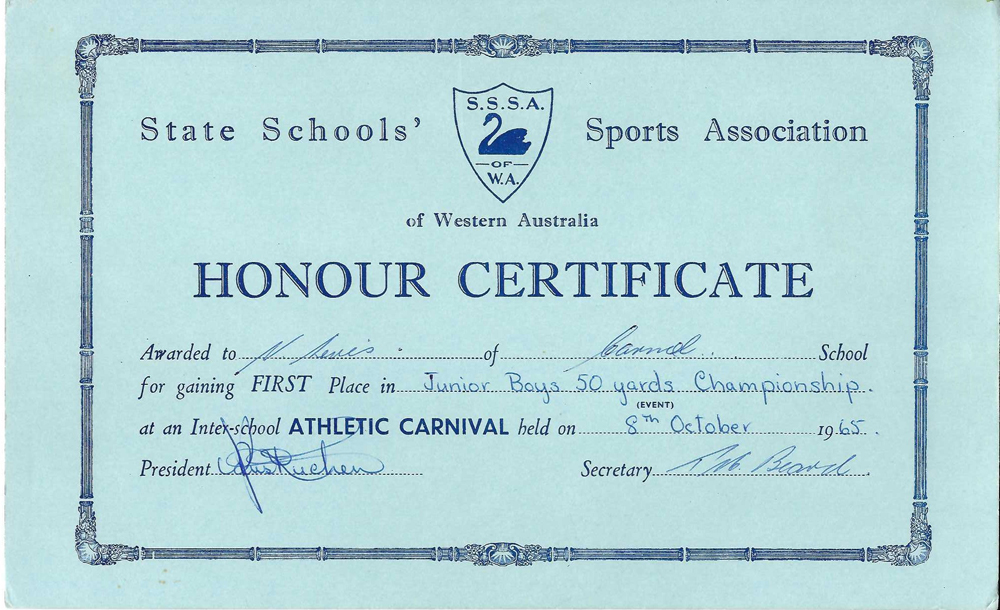 S.S.S.A.
OF
W.A.
State Schools' Sports Association
of Western Australia
HONOUR CERTIFICATE
Awarded to of School
for gaining FIRST Place in Junior Boys 50 yards Championship.
(EVENT)
at an Inter-school ATHLETIC CARNIVAL held on 8th October 1965.
President Secretary Beard